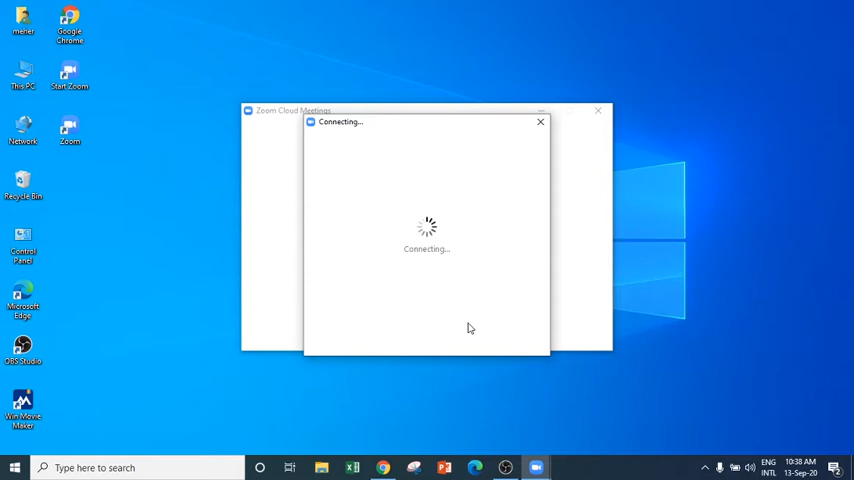 meher
Google
Chrome
This PC
Start Zoom
Network
Zoom
Recycle Bin
Control
Panel
Microsoft
Edge
OBS Studio
Win Movie
Maker
Zoom Cloud Meetings
Connecting...
Connecting...
Type here to search
ENG
INTL
10:38 AM
13-Sep-20
2